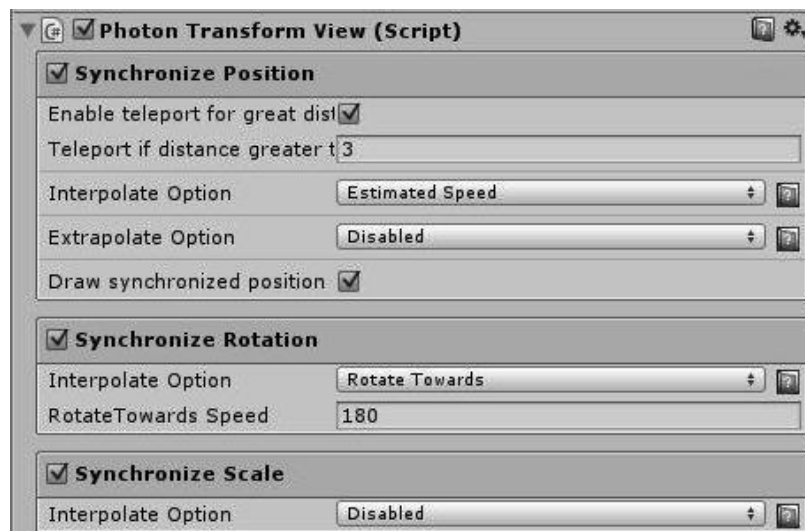 Photon Transform View (Script)
Synchronize Position
Enable teleport for great dist
Teleport if distance greater t 3
Interpolate Option Estimated Speed
Extrapolate Option Disabled
Draw synchronized position
Synchronize Rotation
Interpolate Option Rotate Towards
RotateTowards Speed 180
Synchronize Scale
Interpolate Option Disabled